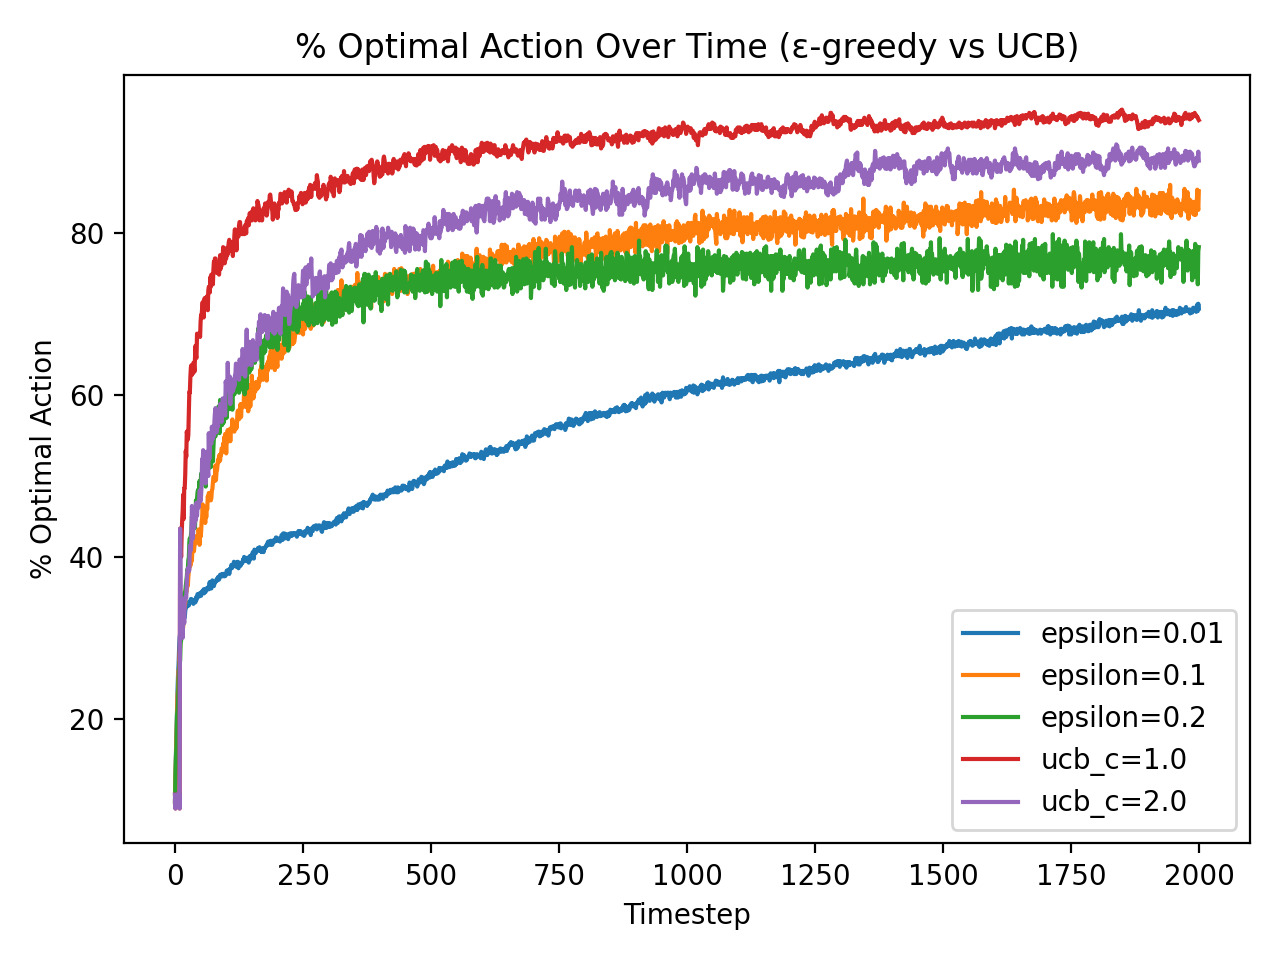 % Optimal Action Over Time (ε-greedy vs UCB)
% Optimal Action
80
60
40
20
0 250 500 750 1000 1250 1500 1750 2000
Timestep
epsilon=0.01
epsilon=0.1
epsilon=0.2
ucb_c=1.0
ucb_c=2.0